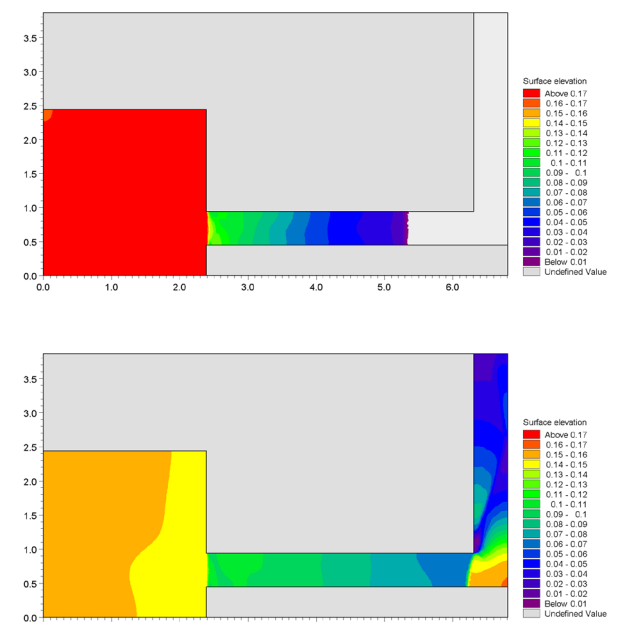 3.5
3.0
2.5
2.0
1.5
1.0
0.5
0.0
0.0 1.0 2.0 3.0 4.0 5.0 6.0
Surface elevation
Above 0.17
0.16 - 0.17
0.15 - 0.16
0.14 - 0.15
0.13 - 0.14
0.12 - 0.13
0.11 - 0.12
0.1 - 0.11
0.09 - 0.1
0.08 - 0.09
0.07 - 0.08
0.06 - 0.07
0.05 - 0.06
0.04 - 0.05
0.03 - 0.04
0.02 - 0.03
0.01 - 0.02
Below 0.01
Undefined Value
3.5
3.0
2.5
2.0
1.5
1.0
0.5
0.0
Surface elevation
Above 0.17
0.16 - 0.17
0.15 - 0.16
0.14 - 0.15
0.13 - 0.14
0.12 - 0.13
0.11 - 0.12
0.1 - 0.11
0.09 - 0.1
0.08 - 0.09
0.07 - 0.08
0.06 - 0.07
0.05 - 0.06
0.04 - 0.05
0.03 - 0.04
0.02 - 0.03
0.01 - 0.02
Below 0.01
Undefined Value